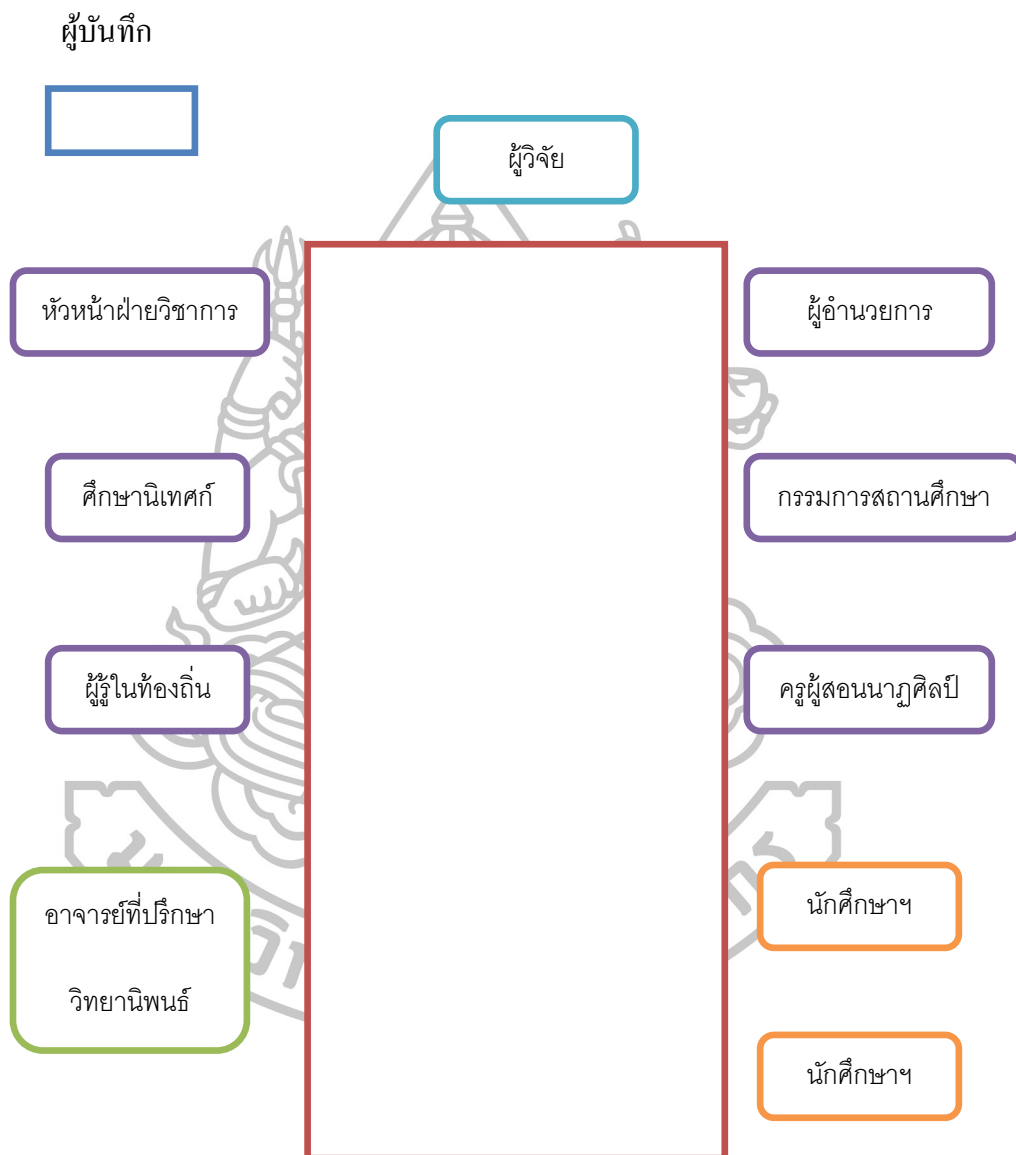 ผู้บันทึก
ผู้วิจัย
หัวหน้าฝ่ายวิชาการ
ผู้อำนวยการ
ศึกษานิเทศก์
กรรมการสถานศึกษา
ผู้รู้ในท้องถิ่น
ครูผู้สอนนาฏศิลป์
อาจารย์ที่ปรึกษา
วิทยานิพนธ์
นักศึกษาฯ
นักศึกษาฯ